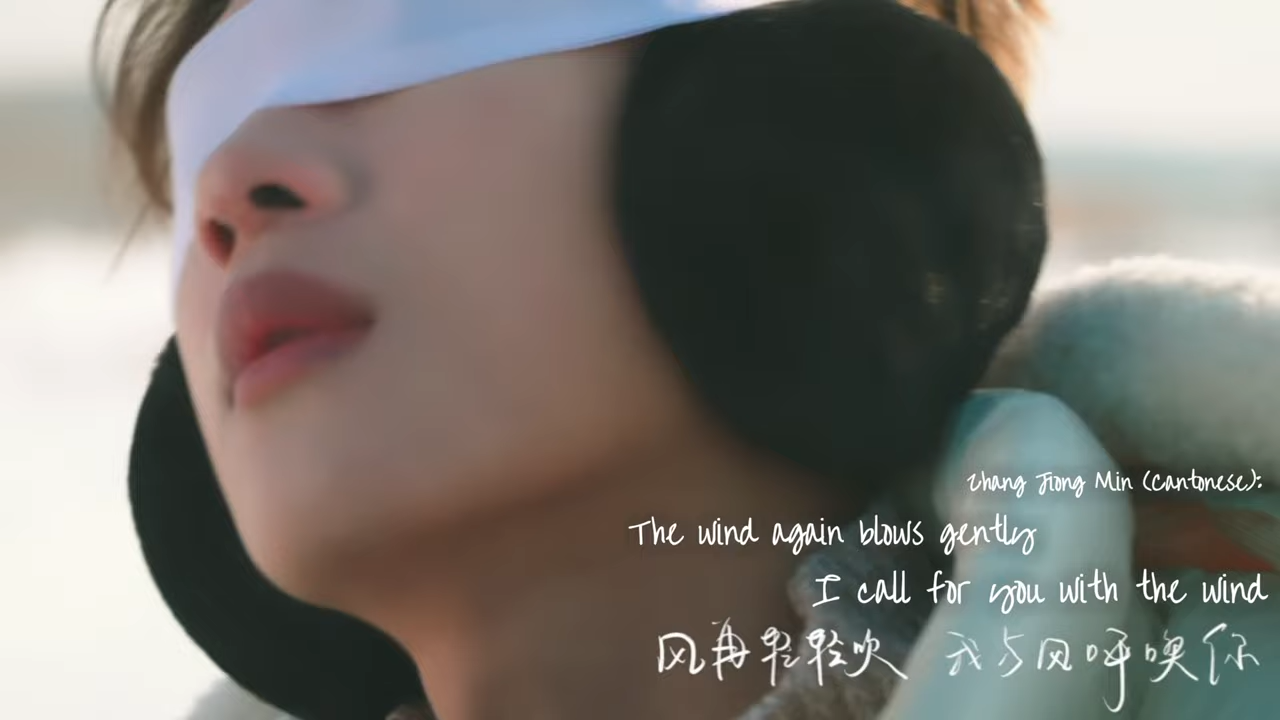 Zhang Jiong Min (Cantonese):
The wind again blows gently
I call for you with the wind
风再轻轻吹 我与风呼唤你